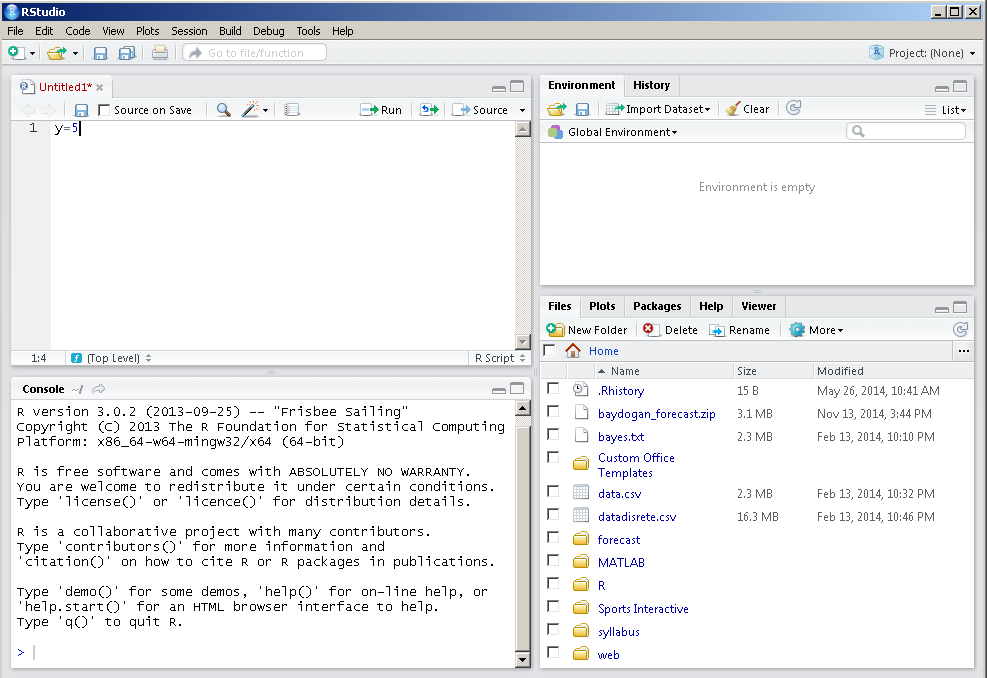 RStudio
File Edit Code View Plots Session Build Debug Tools Help
Go to file/function
Project: (None)
Untitled1*
Source on Save Run Source
1 y=5
1:4 (Top Level) R Script
Console ~/
R version 3.0.2 (2013-09-25) -- "Frisbee Sailing"
Copyright (C) 2013 The R Foundation for Statistical Computing
Platform: x86_64-w64-mingw32/x64 (64-bit)
R is free software and comes with ABSOLUTELY NO WARRANTY.
You are welcome to redistribute it under certain conditions.
Type 'license()' or 'licence()' for distribution details.
R is a collaborative project with many contributors.
Type 'contributors()' for more information and
'citation()' on how to cite R or R packages in publications.
Type 'demo()' for some demos, 'help()' for on-line help, or
'help.start()' for an HTML browser interface to help.
Type 'q()' to quit R.
>
Environment History
Import Dataset Clear List
Global Environment
Environment is empty
Files Plots Packages Help Viewer
New Folder Delete Rename More
Home ...
Name Size Modified
.Rhistory 15 B May 26, 2014, 10:41 AM
baydogan_forecast.zip 3.1 MB Nov 13, 2014, 3:44 PM
bayes.txt 2.3 MB Feb 13, 2014, 10:10 PM
Custom Office
Templates
data.csv 2.3 MB Feb 13, 2014, 10:32 PM
datadisrete.csv 16.3 MB Feb 13, 2014, 10:46 PM
forecast
MATLAB
R
Sports Interactive
syllabus
web